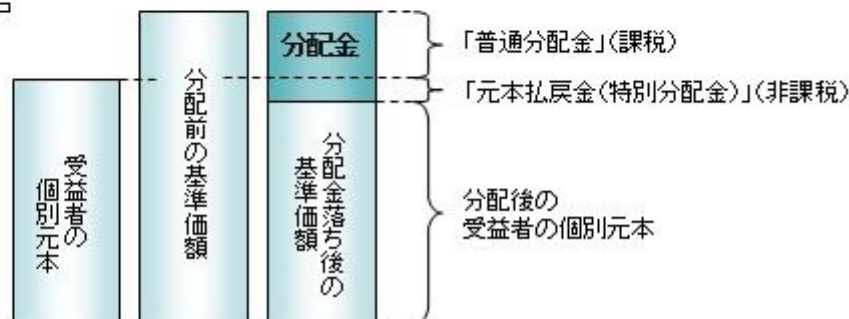 分配金
「普通分配金」(課税)
「元本払戻金(特別分配金)」(非課税)
受益者の
個別元本
分配前の基準価額
分配金落ち後の
基準価額
分配後の
受益者の個別元本